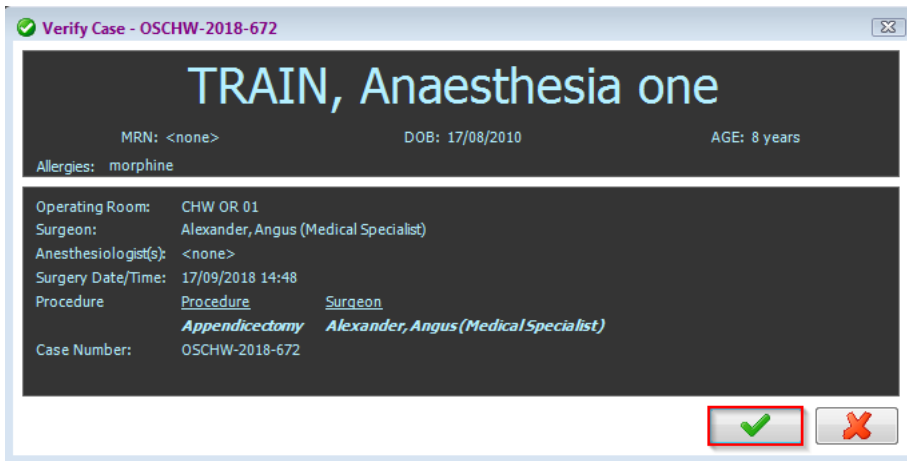 Verify Case - OSCHW-2018-672
TRAIN, Anaesthesia one
MRN: <none> DOB: 17/08/2010 AGE: 8 years
Allergies: morphine
Operating Room: CHW OR 01
Surgeon: Alexander, Angus (Medical Specialist)
Anesthesiologist(s): <none>
Surgery Date/Time: 17/09/2018 14:48
Procedure Procedure Surgeon
Appendicectomy Alexander, Angus (Medical Specialist)
Case Number: OSCHW-2018-672